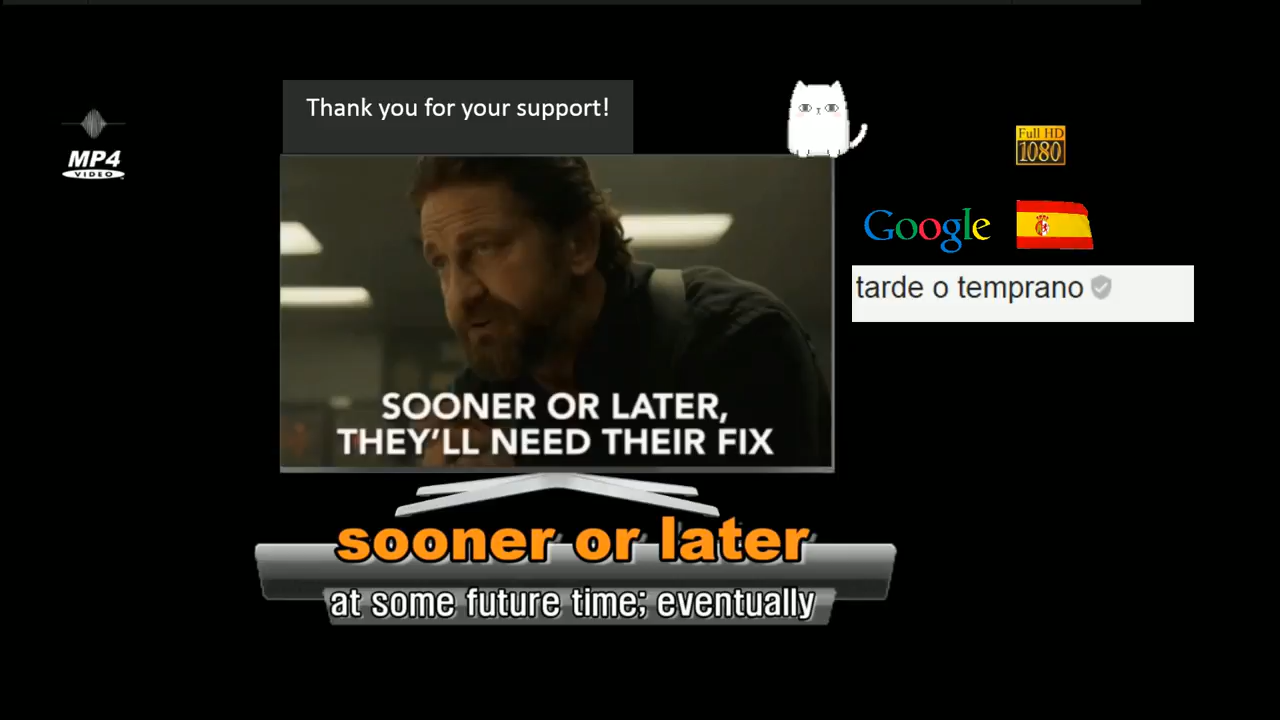 Thank you for your support!
MP4
VIDEO
Full HD
1080
Google
tarde o temprano
SOONER OR LATER,
THEY'LL NEED THEIR FIX
sooner or later
at some future time; eventually